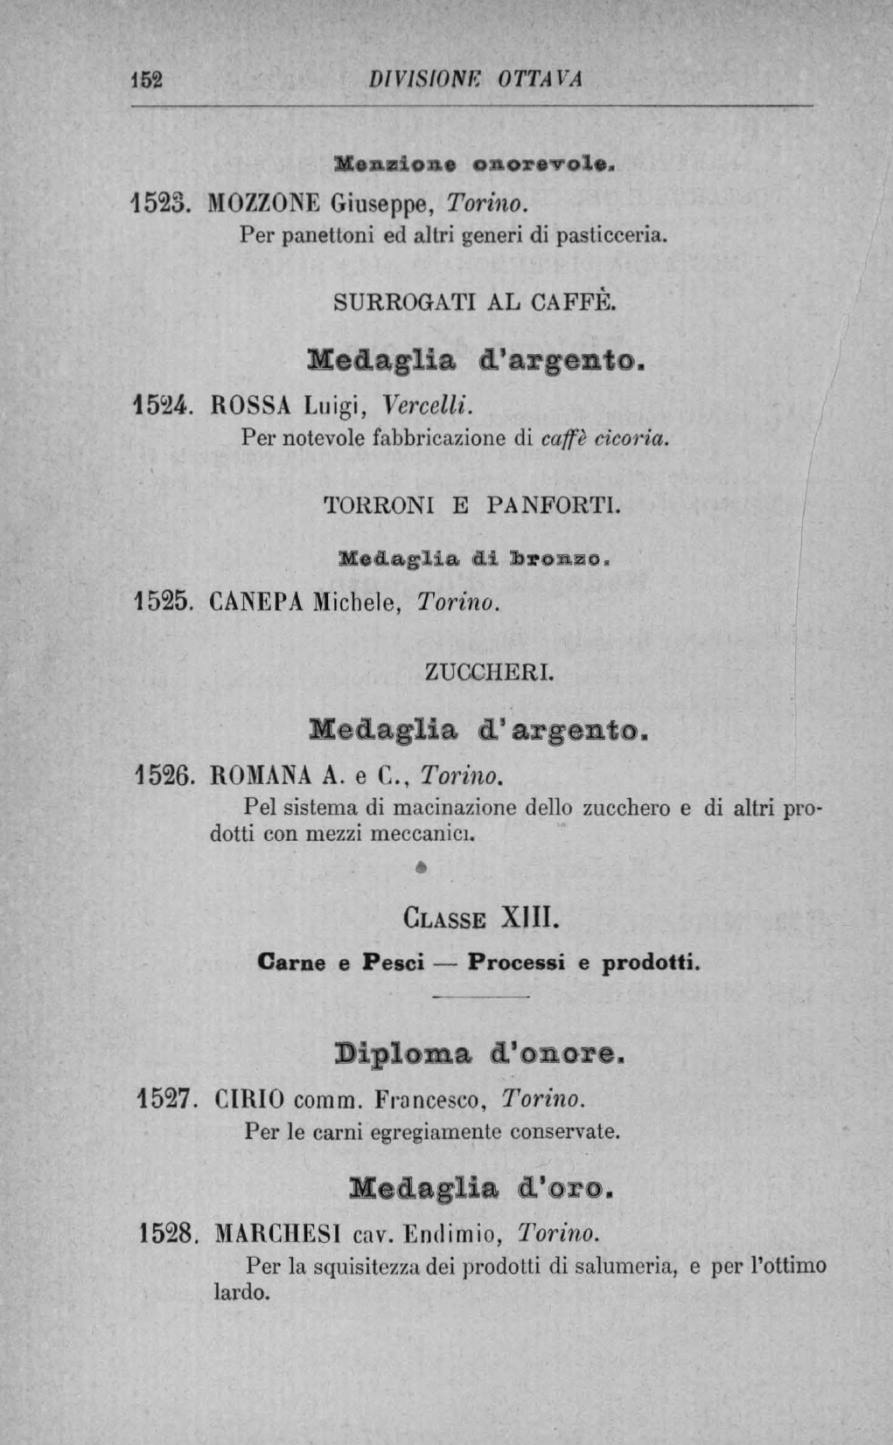 152 DIVISIONE OTTAVA
Menzione onorevole.
1523. MOZZONE Giuseppe, Torino.
Per panettoni ed altri generi di pasticceria.
SURROGATI AL CAFFÈ.
Medaglia d'argento.
1524. ROSSA Luigi, Vercelli.
Per notevole fabbricazione di caffè cicoria.
TORRONI E PANFORTI.
Medaglia di bronzo.
1525. CANEPA Michele, Torino.
ZUCCHERI.
Medaglia d'argento.
1526. ROMANA A. e C., Torino.
Pel sistema di macinazione dello zucchero e di altri pro-
dotti con mezzi meccanici.
CLASSE XIII.
Carne e Pesci — Processi e prodotti.
Diploma d'onore.
1527. CIRIO comm. Francesco, Torino.
Per le carni egregiamente conservate.
Medaglia d'oro.
1528. MARCHESI cav. Endimio, Torino.
Per la squisitezza dei prodotti di salumeria, e per l'ottimo
lardo.